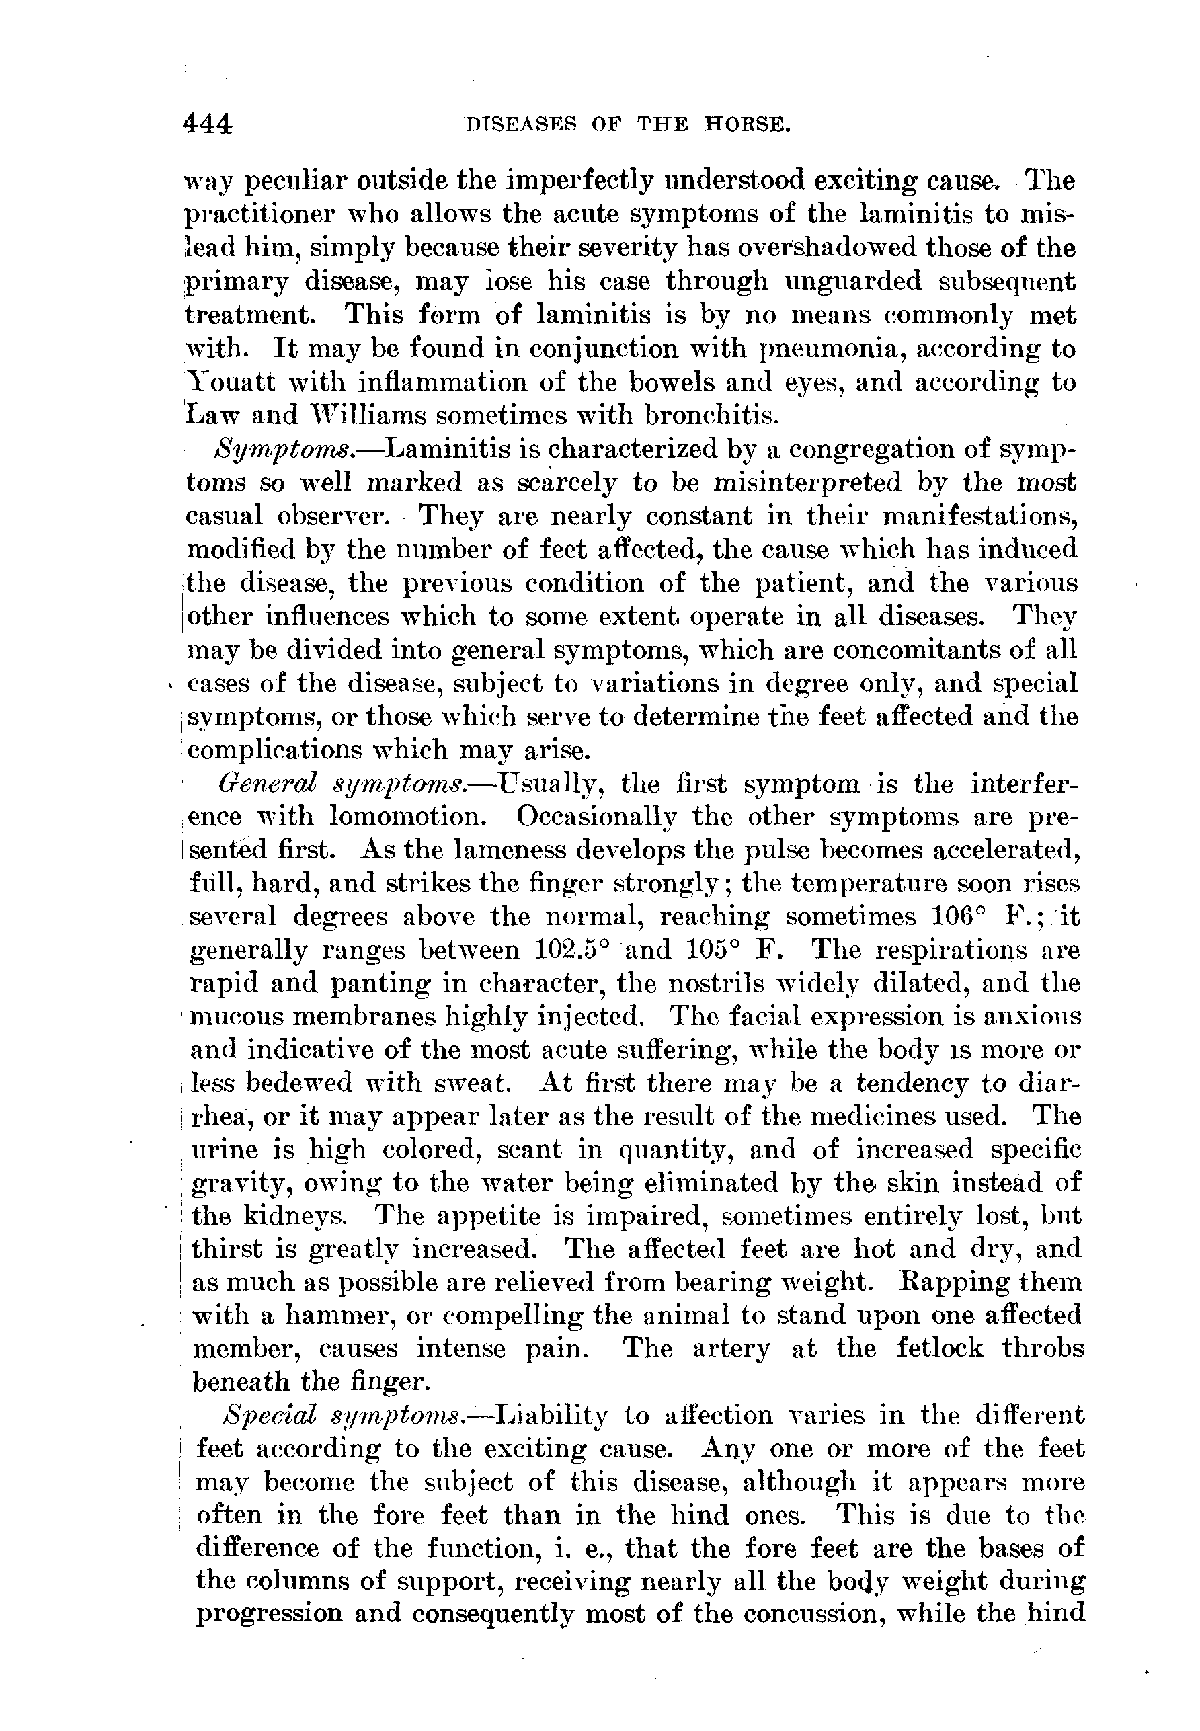 444 DISEASES OF THE HORSE.
way peculiar outside the imperfectly understood exciting cause. The
practitioner who allows the acute symptoms of the laminitis to mis-
lead him, simply because their severity has overshadowed those of the
primary disease, may lose his case through unguarded subsequent
treatment. This form of laminitis is by no means commonly met
with. It may be found in conjunction with pneumonia, according to
Youatt with inflammation of the bowels and eyes, and according to
Law and Williams sometimes with bronchitis.
Symptoms.—Laminitis is characterized by a congregation of symp-
toms so well marked as scarcely to be misinterpreted by the most
casual observer. They are nearly constant in their manifestations,
modified by the number of feet affected, the cause which has induced
the disease, the previous condition of the patient, and the various
other influences which to some extent operate in all diseases. They
may be divided into general symptoms, which are concomitants of all
cases of the disease, subject to variations in degree only, and special
symptoms, or those which serve to determine the feet affected and the
complications which may arise.
General symptoms.—Usually, the first symptom is the interfer-
ence with lomomotion. Occasionally the other symptoms are pre-
sented first. As the lameness develops the pulse becomes accelerated,
full, hard, and strikes the finger strongly; the temperature soon rises
several degrees above the normal, reaching sometimes 106° F.; it
generally ranges between 102.5° and 105° F. The respirations are
rapid and panting in character, the nostrils widely dilated, and the
mucous membranes highly injected. The facial expression is anxious
and indicative of the most acute suffering, while the body is more or
less bedewed with sweat. At first there may be a tendency to diar-
rhea, or it may appear later as the result of the medicines used. The
urine is high colored, scant in quantity, and of increased specific
gravity, owing to the water being eliminated by the skin instead of
the kidneys. The appetite is impaired, sometimes entirely lost, but
thirst is greatly increased. The affected feet are hot and dry, and
as much as possible are relieved from bearing weight. Rapping them
with a hammer, or compelling the animal to stand upon one affected
member, causes intense pain. The artery at the fetlock throbs
beneath the finger.
Special symptoms.—Liability to affection varies in the different
feet according to the exciting cause. Any one or more of the feet
may become the subject of this disease, although it appears more
often in the fore feet than in the hind ones. This is due to the
difference of the function, i. e., that the fore feet are the bases of
the columns of support, receiving nearly all the body weight during
progression and consequently most of the concussion, while the hind